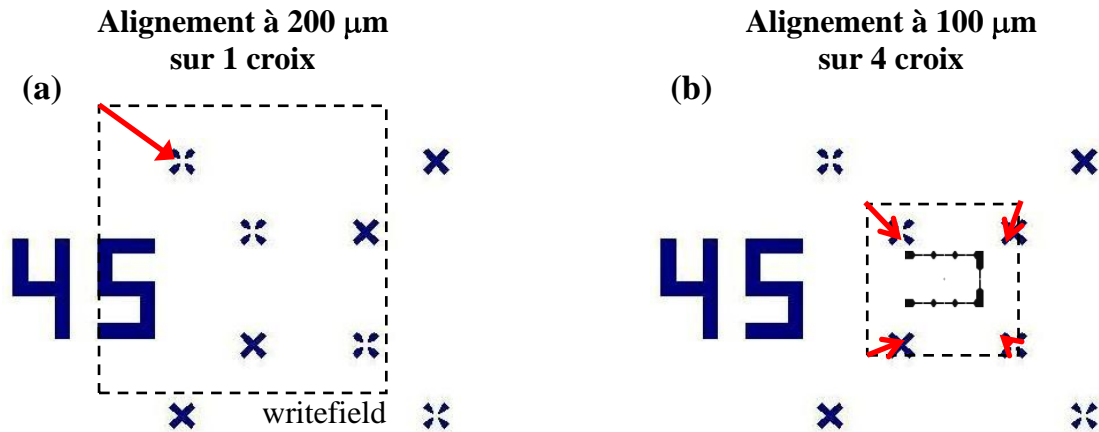 Alignement à 200 μm
sur 1 croix
(a)
45
writefield
Alignement à 100 μm
sur 4 croix
(b)
45